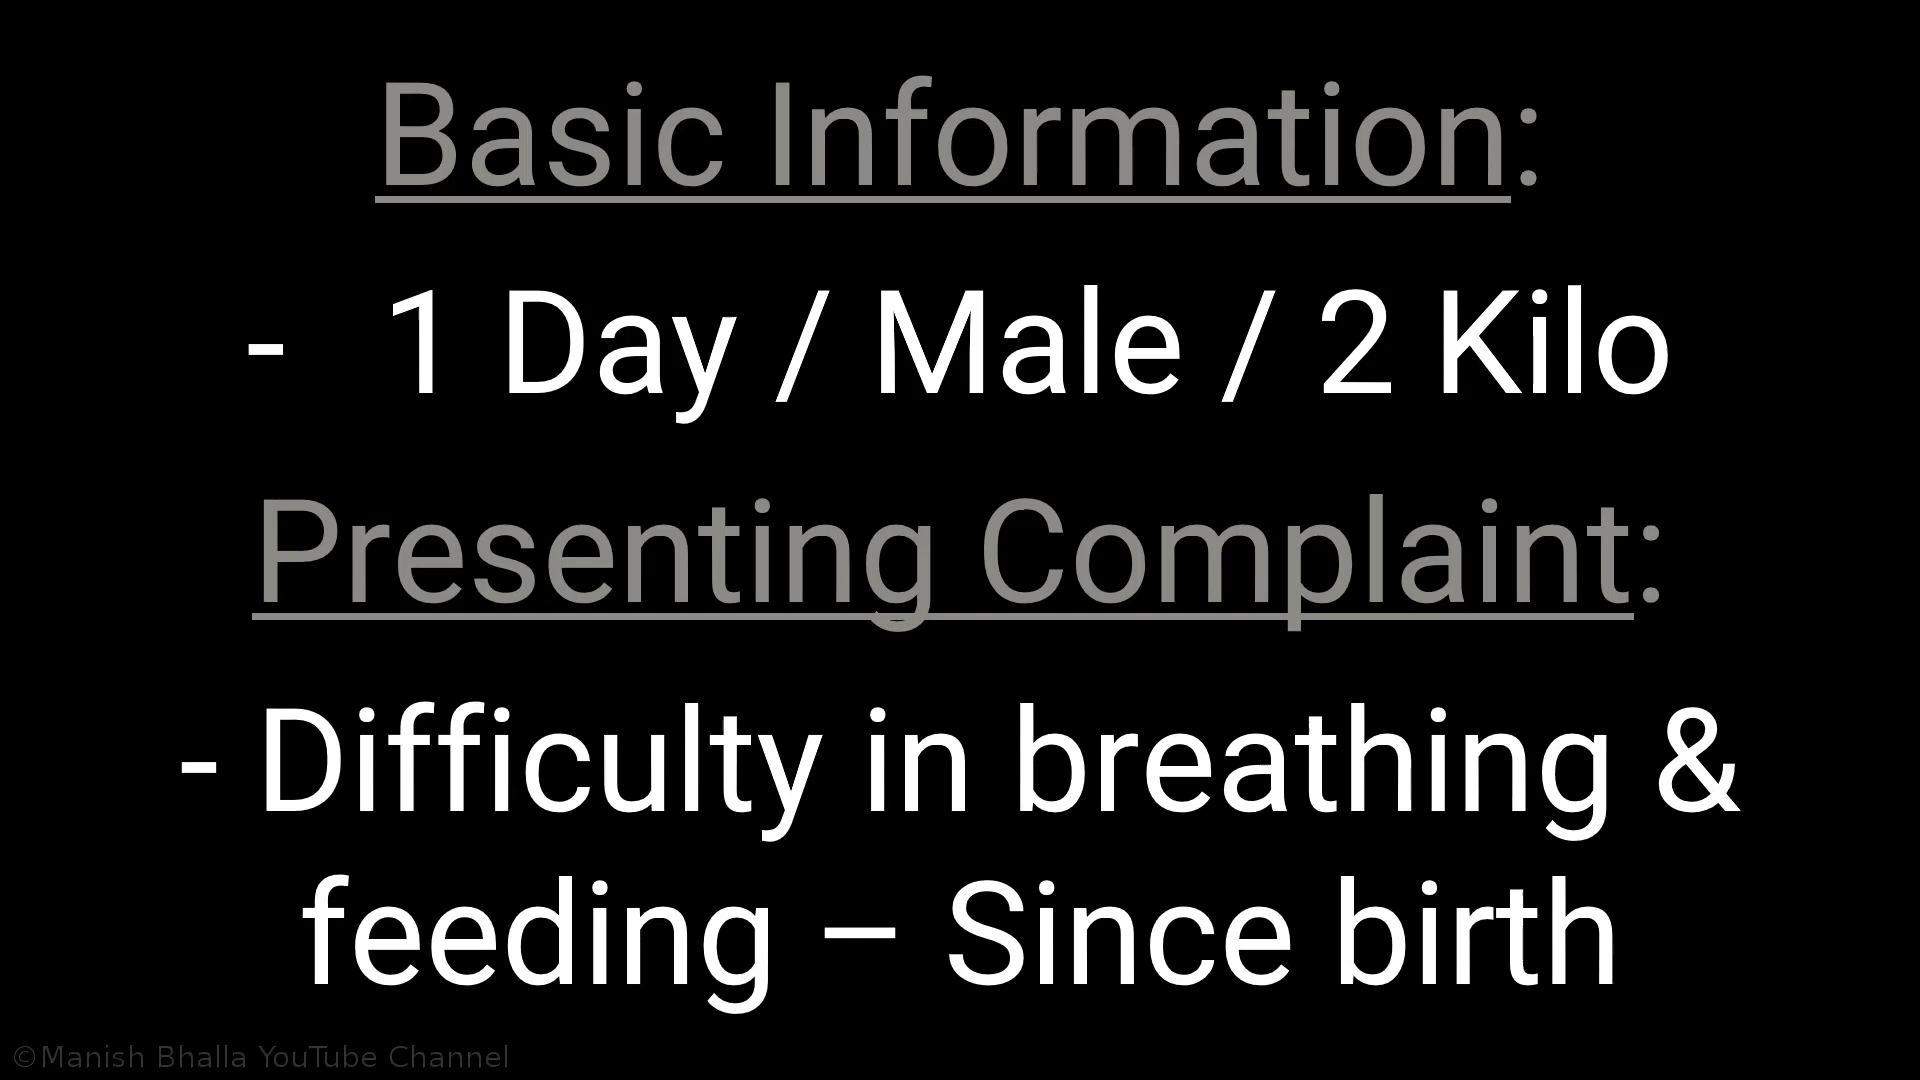 Basic Information:
- 1 Day / Male / 2 Kilo
Presenting Complaint:
- Difficulty in breathing &
feeding – Since birth
©Manish Bhalla YouTube Channel